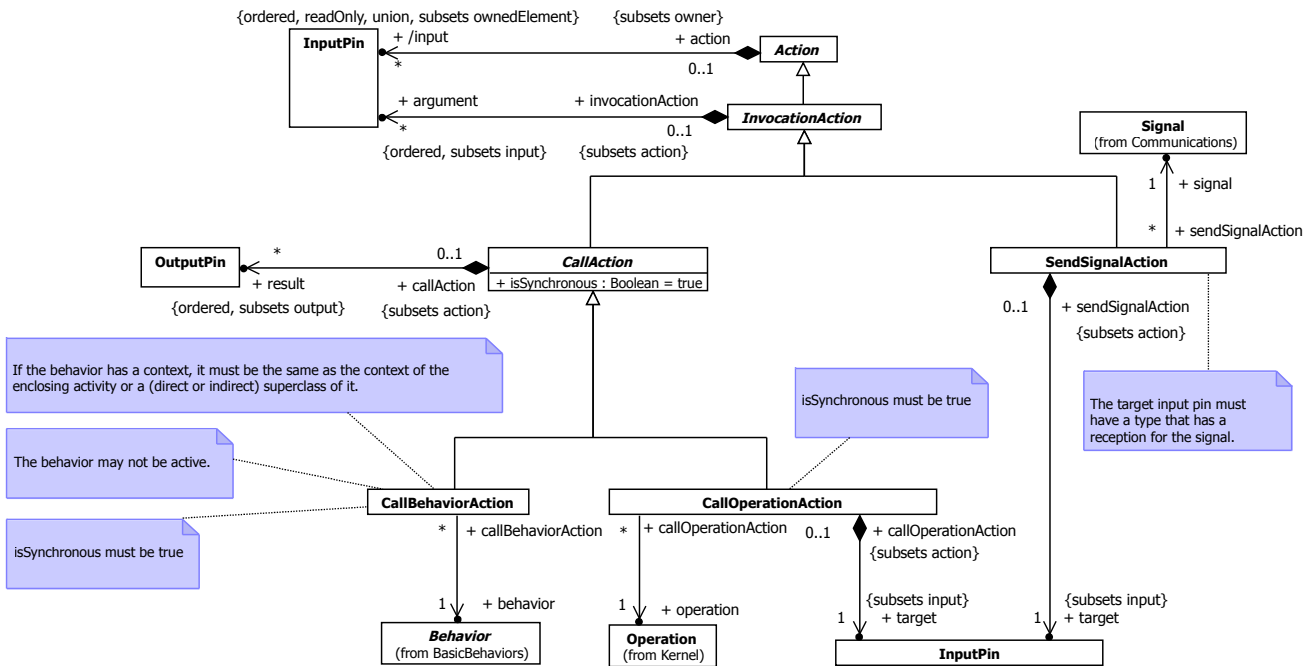 {ordered, readOnly, union, subsets ownedElement}
{subsets owner}
InputPin
+ /input
*
+ action
0..1
Action
+ argument
*
+ invocationAction
0..1
InvocationAction
{ordered, subsets input}
{subsets action}
Signal
(from Communications)
1
+ signal
*
+ sendSignalAction
OutputPin
*
+ result
0..1
+ callAction
CallAction
+ isSynchronous : Boolean = true
{ordered, subsets output}
{subsets action}
SendSignalAction
0..1
+ sendSignalAction
{subsets action}
If the behavior has a context, it must be the same as the context of the
enclosing activity or a (direct or indirect) superclass of it.
isSynchronous must be true
The target input pin must
have a type that has a
reception for the signal.
The behavior may not be active.
isSynchronous must be true
CallBehaviorAction
*
+ callBehaviorAction
CallOperationAction
*
+ callOperationAction
0..1
+ callOperationAction
{subsets action}
1
+ behavior
Behavior
(from BasicBehaviors)
1
+ operation
Operation
(from Kernel)
{subsets input}
1
+ target
{subsets input}
1
+ target
InputPin